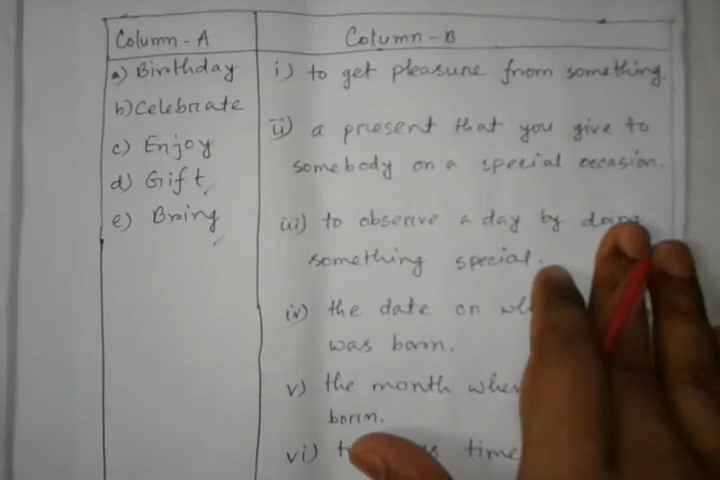 Column - A
Column - B
a) Birthday
i) to get pleasure from something.
b) Celebrate
ii) a present that you give to
c) Enjoy
somebody on a special occasion.
d) Gift
e) Bring
iii) to observe a day by doing
something special.
iv) the date on
was born.
v) the month
born.
vi) time